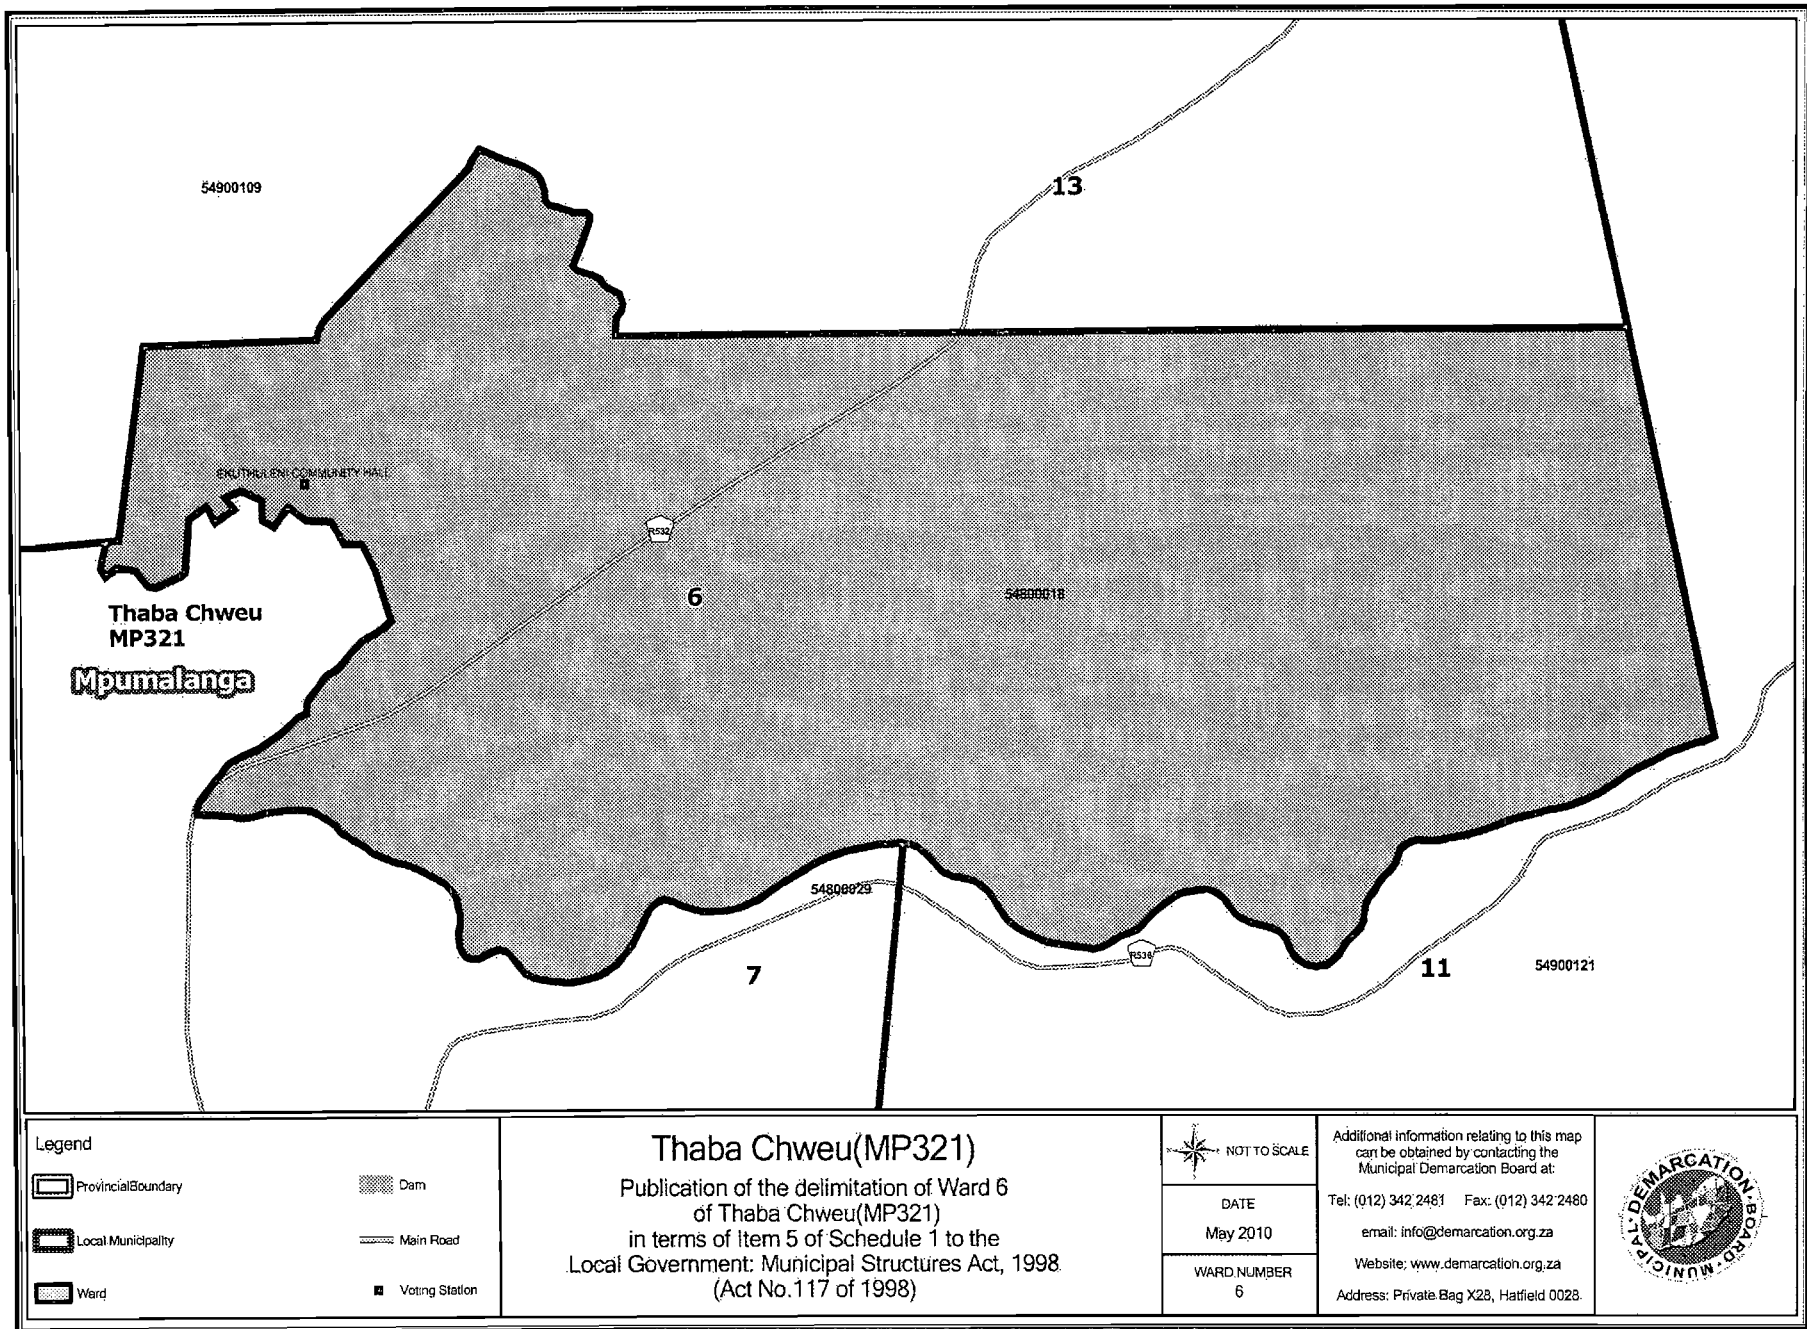 54900109
13
EKUTHULENI COMMUNITY HALL
R532
6
54800018
Thaba Chweu
MP321
Mpumalanga
54800029
7
R536
11
54900121
Legend
ProvincialBoundary
Local Municipality
Ward
Dam
Main Road
Voting Station
Thaba Chweu(MP321)
Publication of the delimitation of Ward 6
of Thaba Chweu(MP321)
in terms of Item 5 of Schedule 1 to the
Local Government: Municipal Structures Act, 1998
(Act No.117 of 1998)
NOT TO SCALE
DATE
May 2010
WARD NUMBER
6
Additional information relating to this map
can be obtained by contacting the
Municipal Demarcation Board at:
Tel: (012) 342 2481 Fax: (012) 342 2480
email: info@demarcation.org.za
Website: www.demarcation.org.za
Address: Private Bag X28, Hatfield 0028
MUNICIPAL DEMARCATION BOARD